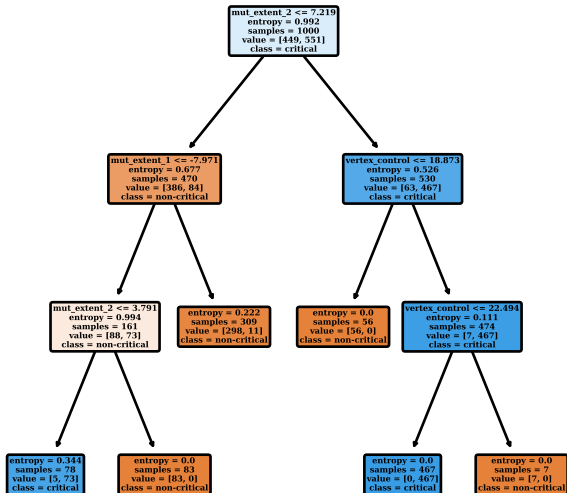 mut_extent_2 <= 7.219
entropy = 0.992
samples = 1000
value = [449, 551]
class = critical
mut_extent_1 <= -7.971
entropy = 0.677
samples = 470
value = [386, 84]
class = non-critical
vertex_control <= 18.873
entropy = 0.526
samples = 530
value = [63, 467]
class = critical
mut_extent_2 <= 3.791
entropy = 0.994
samples = 161
value = [88, 73]
class = non-critical
entropy = 0.222
samples = 309
value = [298, 11]
class = non-critical
entropy = 0.0
samples = 56
value = [56, 0]
class = non-critical
vertex_control <= 22.494
entropy = 0.111
samples = 474
value = [7, 467]
class = critical
entropy = 0.344
samples = 78
value = [5, 73]
class = critical
entropy = 0.0
samples = 83
value = [83, 0]
class = non-critical
entropy = 0.0
samples = 467
value = [0, 467]
class = critical
entropy = 0.0
samples = 7
value = [7, 0]
class = non-critical